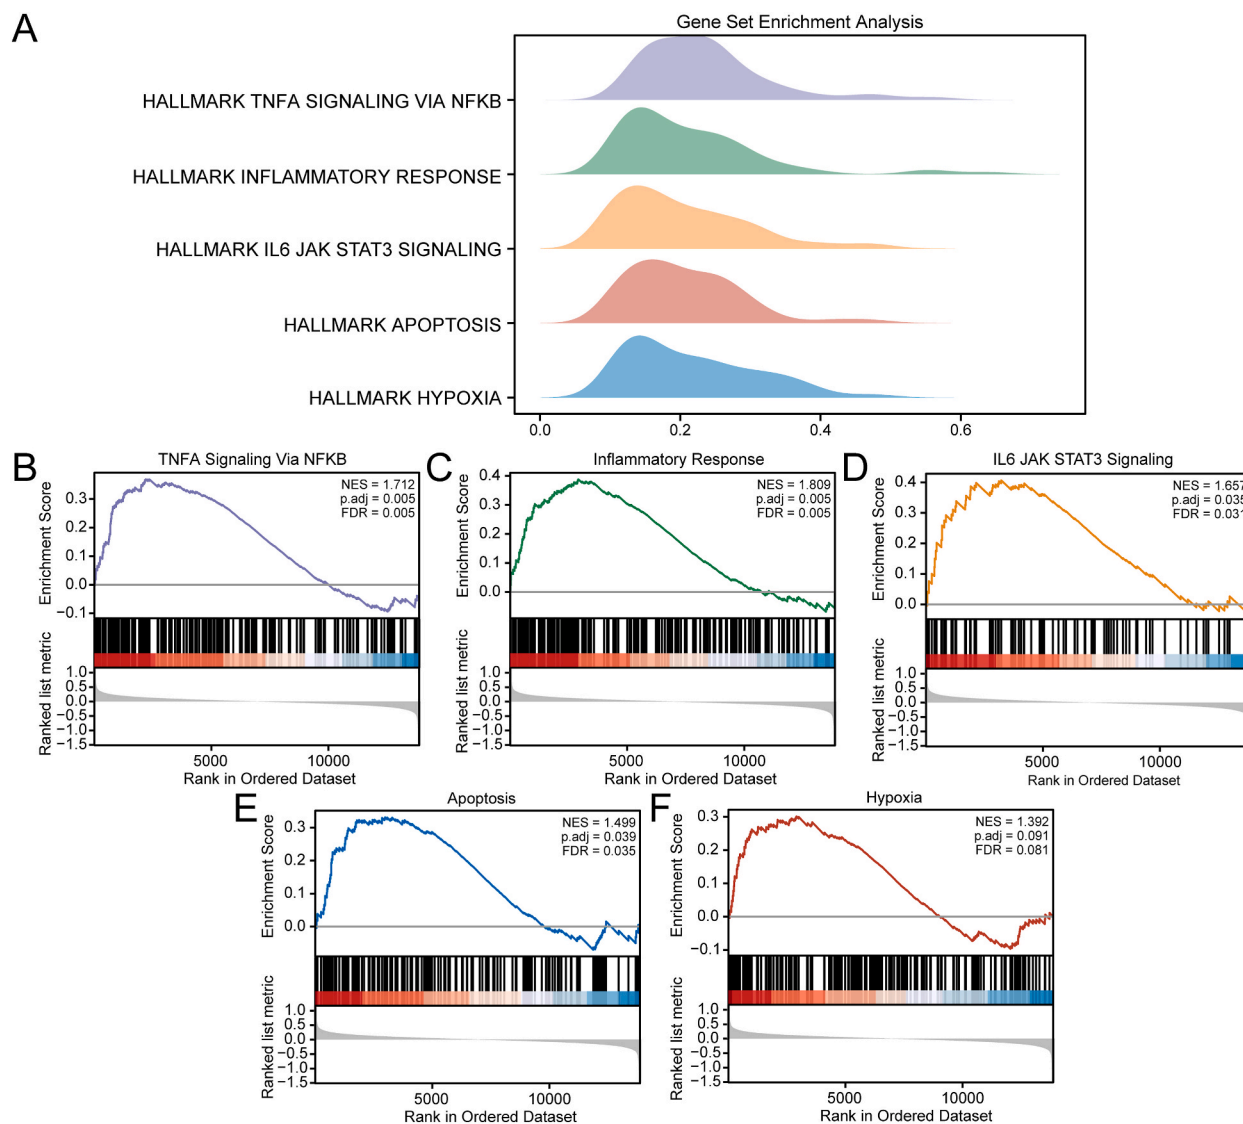 A
Gene Set Enrichment Analysis
HALLMARK TNFA SIGNALING VIA NFKB
HALLMARK INFLAMMATORY RESPONSE
HALLMARK IL6 JAK STAT3 SIGNALING
HALLMARK APOPTOSIS
HALLMARK HYPOXIA
0.0 0.2 0.4 0.6
B
TNFA Signaling Via NFKB
Enrichment Score
0.3
0.2
0.1
0.0
−0.1
NES = 1.712
p.adj = 0.005
FDR = 0.005
Ranked list metric
1.0
0.5
0.0
−0.5
−1.0
−1.5
5000 10000
Rank in Ordered Dataset
C
Inflammatory Response
Enrichment Score
0.4
0.3
0.2
0.1
0.0
NES = 1.809
p.adj = 0.005
FDR = 0.005
Ranked list metric
1.0
0.5
0.0
−0.5
−1.0
−1.5
5000 10000
Rank in Ordered Dataset
D
IL6 JAK STAT3 Signaling
Enrichment Score
0.4
0.3
0.2
0.1
0.0
NES = 1.657
p.adj = 0.035
FDR = 0.031
Ranked list metric
1.0
0.5
0.0
−0.5
−1.0
−1.5
5000 10000
Rank in Ordered Dataset
E
Apoptosis
Enrichment Score
0.3
0.2
0.1
0.0
NES = 1.499
p.adj = 0.039
FDR = 0.035
Ranked list metric
1.0
0.5
0.0
−0.5
−1.0
−1.5
5000 10000
Rank in Ordered Dataset
F
Hypoxia
Enrichment Score
0.3
0.2
0.1
0.0
−0.1
NES = 1.392
p.adj = 0.091
FDR = 0.081
Ranked list metric
1.0
0.5
0.0
−0.5
−1.0
−1.5
5000 10000
Rank in Ordered Dataset